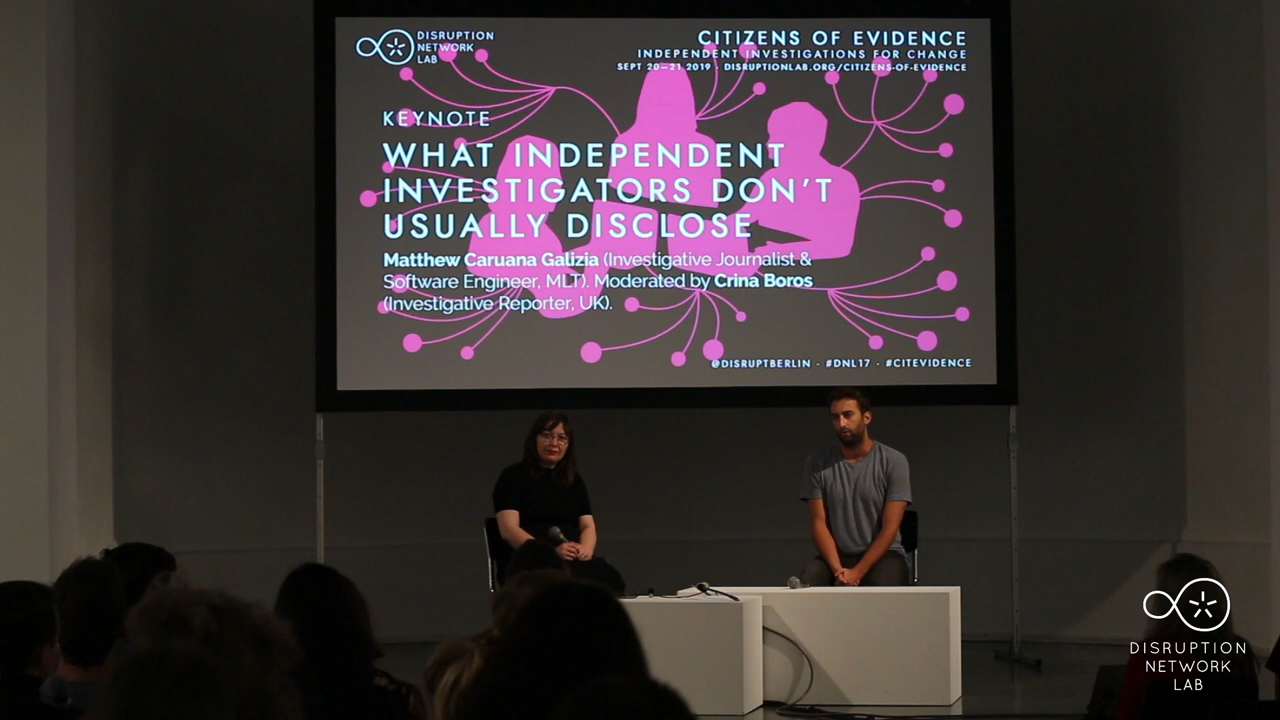 DISRUPTION
NETWORK
LAB
CITIZENS OF EVIDENCE
INDEPENDENT INVESTIGATIONS FOR CHANGE
SEPT 20—21 2019 · DISRUPTIONLAB.ORG/CITIZENS-OF-EVIDENCE
KEYNOTE
WHAT INDEPENDENT
INVESTIGATORS DON'T
USUALLY DISCLOSE
Matthew Caruana Galizia (Investigative Journalist &
Software Engineer, MLT). Moderated by Crina Boros
(Investigative Reporter, UK).
@DISRUPTBERLIN · #DNL17 · #CITEVIDENCE
DISRUPTION
NETWORK
LAB